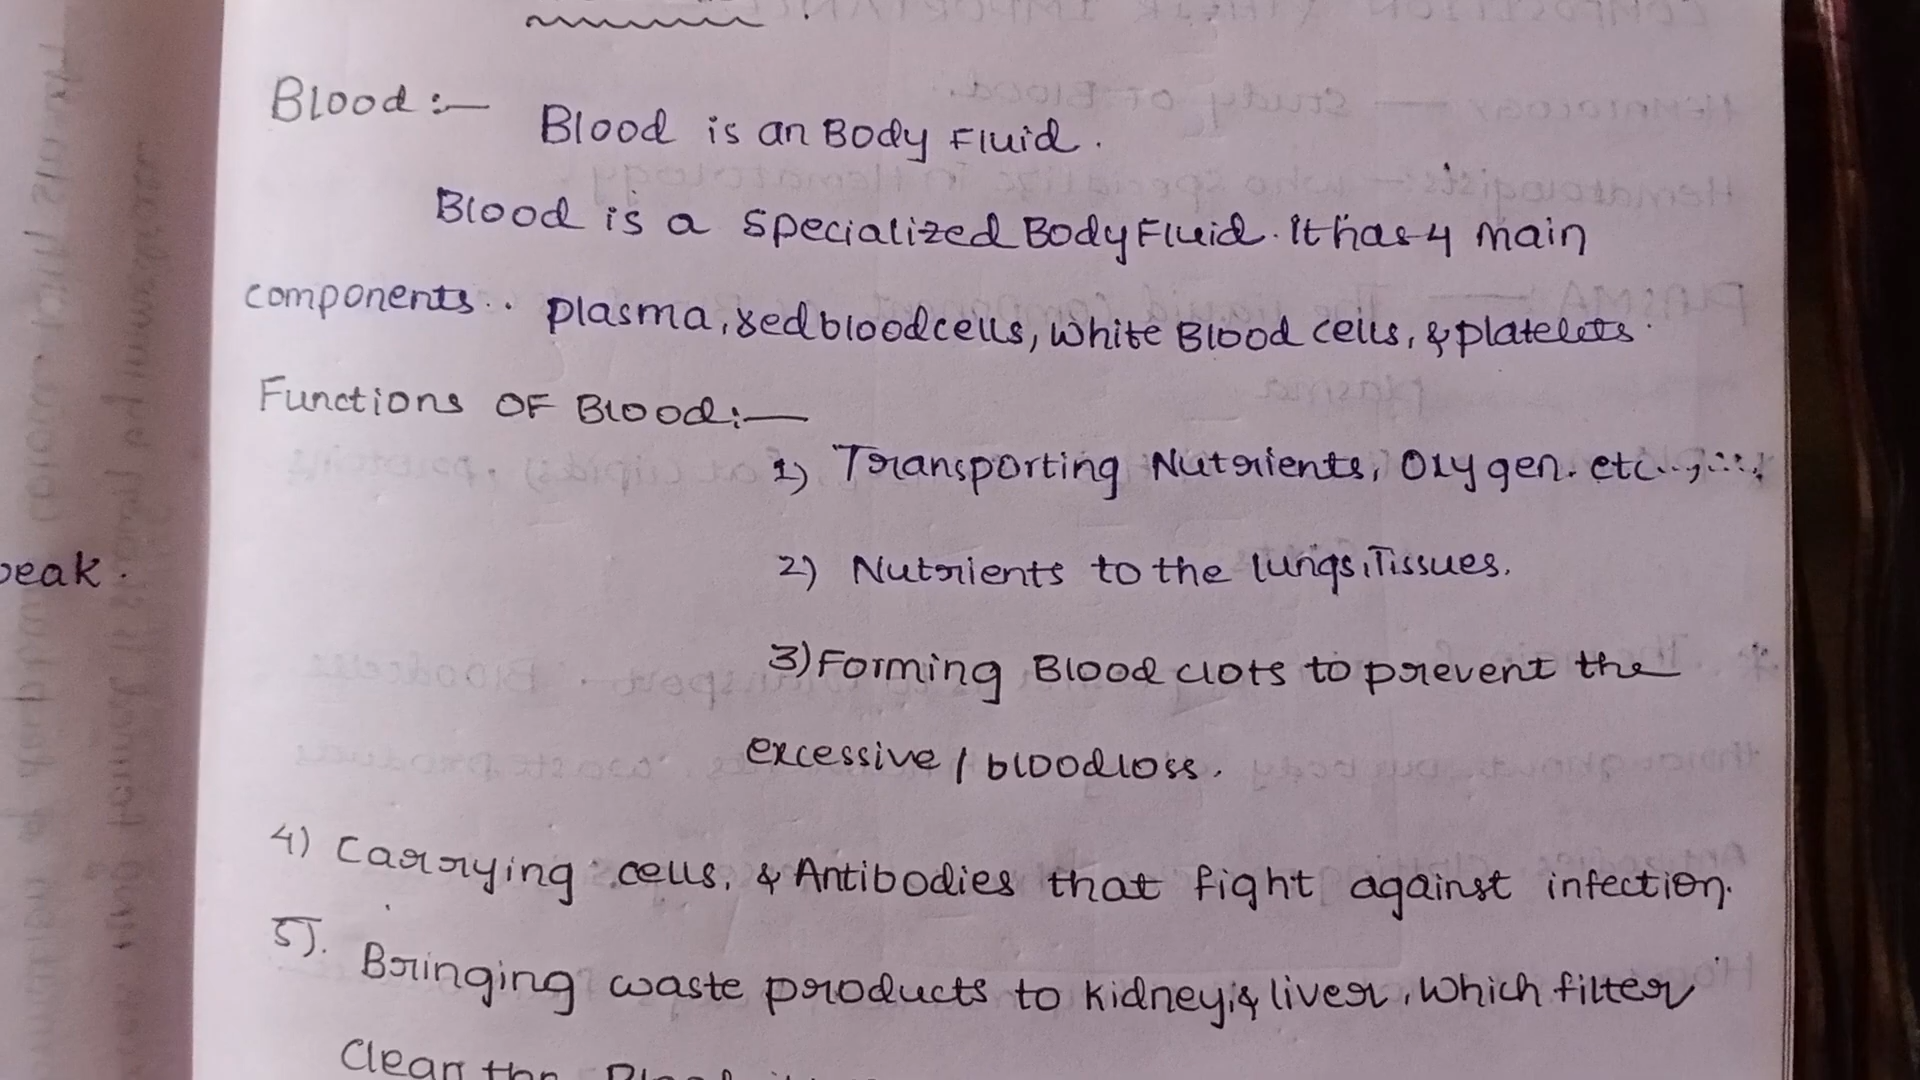 Blood :—
Blood is an Body Fluid.
Blood is a specialized Body Fluid. It has 4 main
components.. plasma, red blood cells, White Blood cells, & platelets.
Functions OF Blood:—
1) Transporting Nutrients, Oxygen. etc..,...,
2) Nutrients to the lungs, Tissues.
3) Forming Blood clots to prevent the
excessive / bloodloss.
4) Carrying cells, & Antibodies that fight against infection.
5). Bringing waste products to kidney, & liver, Which filter
Clean the Blood